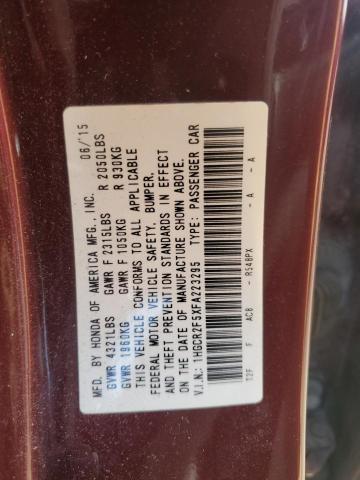 MFD. BY HONDA OF AMERICA MFG., INC. 06/'15
GVWR 4321LBS GAWR F 2315LBS R 2050LBS
GVWR 1960KG GAWR F 1050KG R 930KG
THIS VEHICLE CONFORMS TO ALL APPLICABLE
FEDERAL MOTOR VEHICLE SAFETY, BUMPER,
AND THEFT PREVENTION STANDARDS IN EFFECT
ON THE DATE OF MANUFACTURE SHOWN ABOVE.
V.I.N.: 1HGCR2F5XFA223295 TYPE: PASSENGER CAR
T2F F ACB - R548PX - A - A